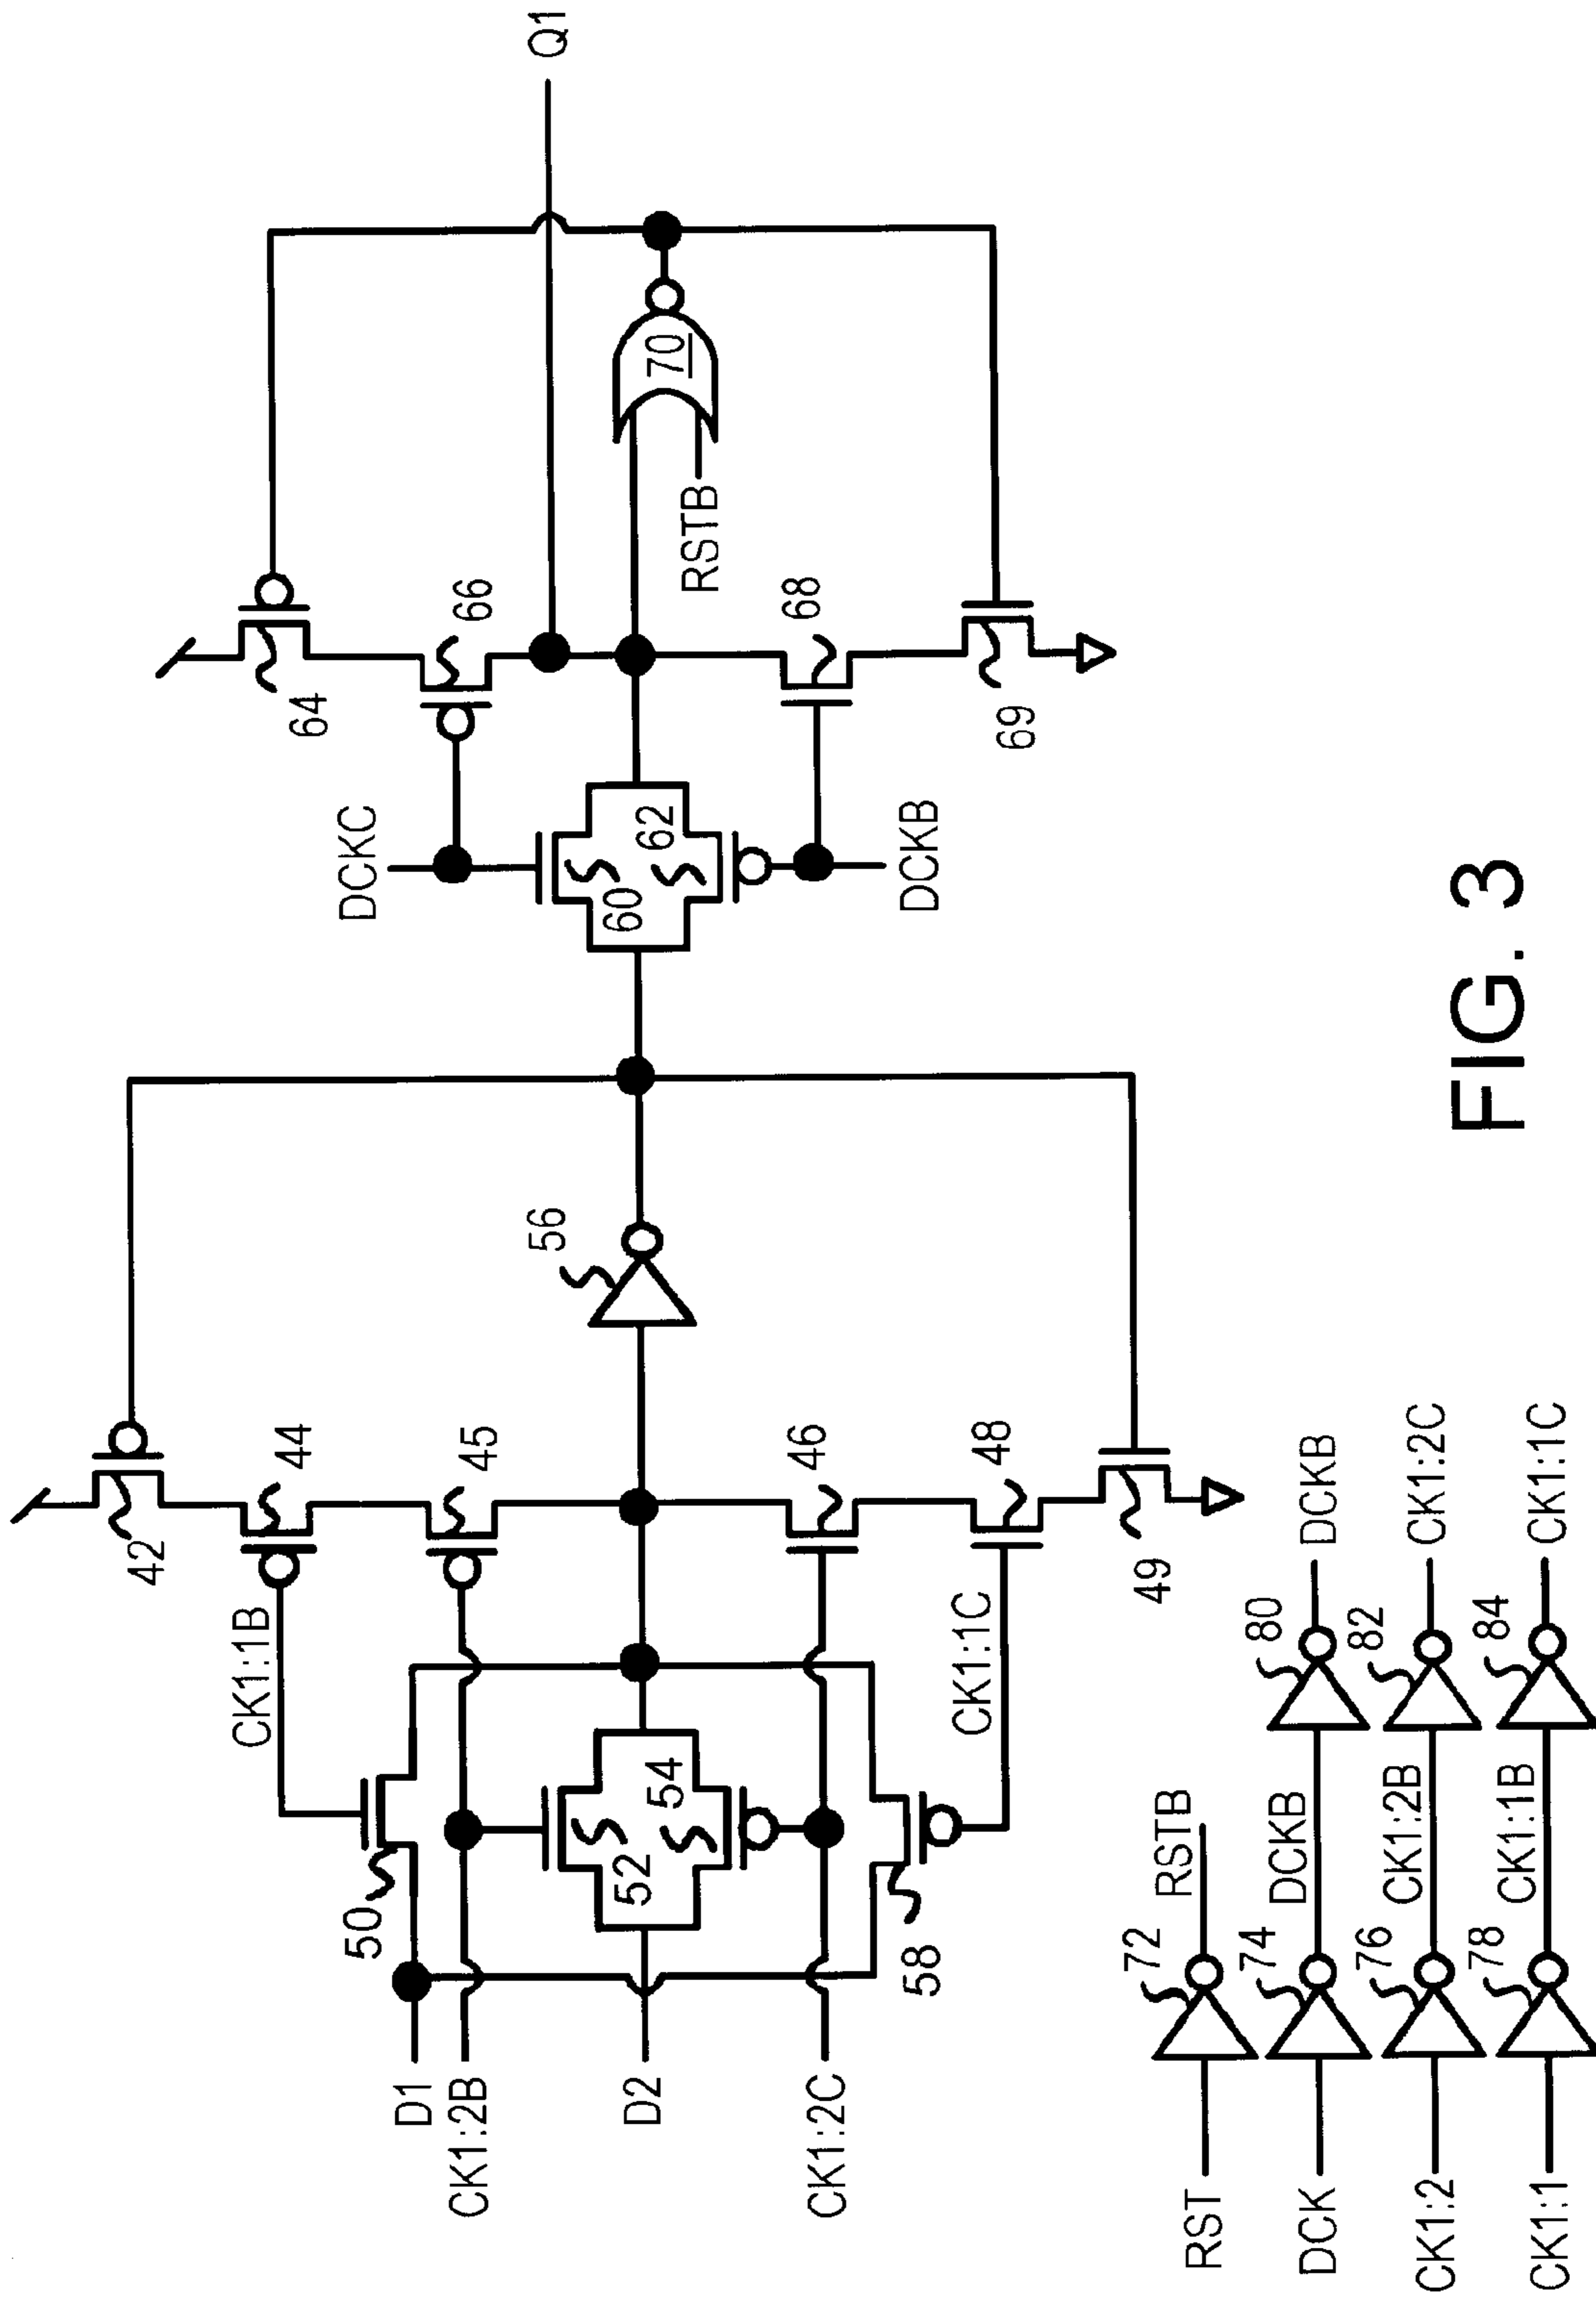 Q1
64
66
DCKC
60
62
DCKB
70
RSTB
68
69
42
44
45
CK1:1B
56
46
48
CK1:1C
49
50
52
54
58
D1
CK1:2B
D2
CK1:2C
RST
72
RSTB
DCK
74
DCKB
80
DCKB
CK1:2
76
CK1:2B
82
CK1:2C
CK1:1
78
CK1:1B
84
CK1:1C
FIG. 3